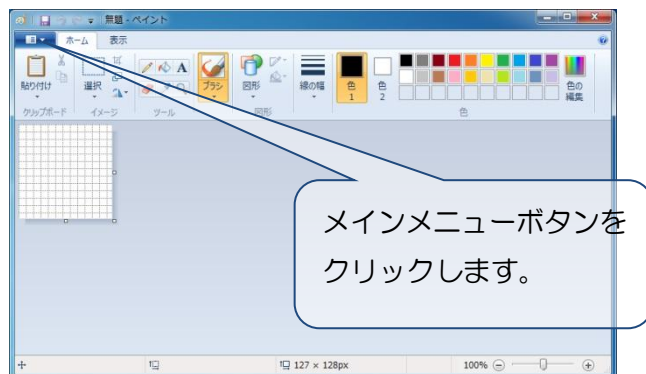 無題 - ペイント
ホーム 表示
貼り付け
選択
A
ブラシ
図形
線の幅
色
1
色
2
色の
編集
クリップボード イメージ ツール 図形 色
メインメニューボタンを
クリックします。
127 × 128px 100%